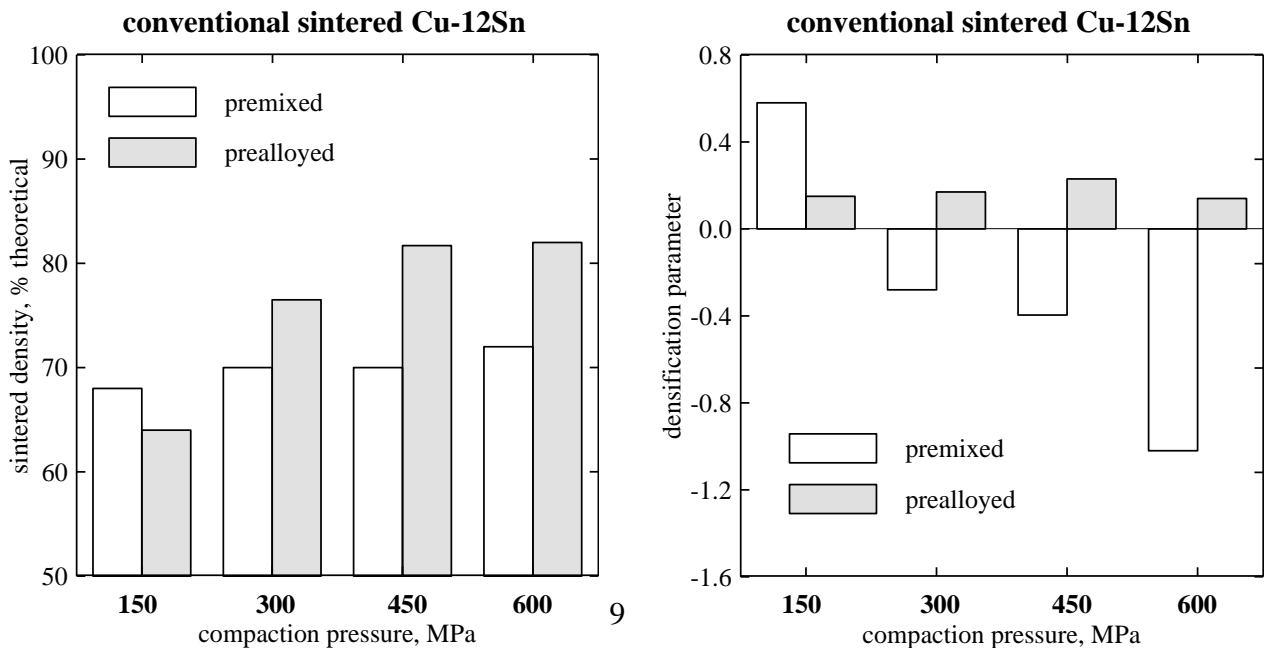 conventional sintered Cu-12Sn
100
90
80
70
60
50
sintered density, % theoretical
premixed
prealloyed
150 300 450 600
compaction pressure, MPa
9
conventional sintered Cu-12Sn
0.8
0.4
0.0
-0.4
-0.8
-1.2
-1.6
densification parameter
premixed
prealloyed
150 300 450 600
compaction pressure, MPa